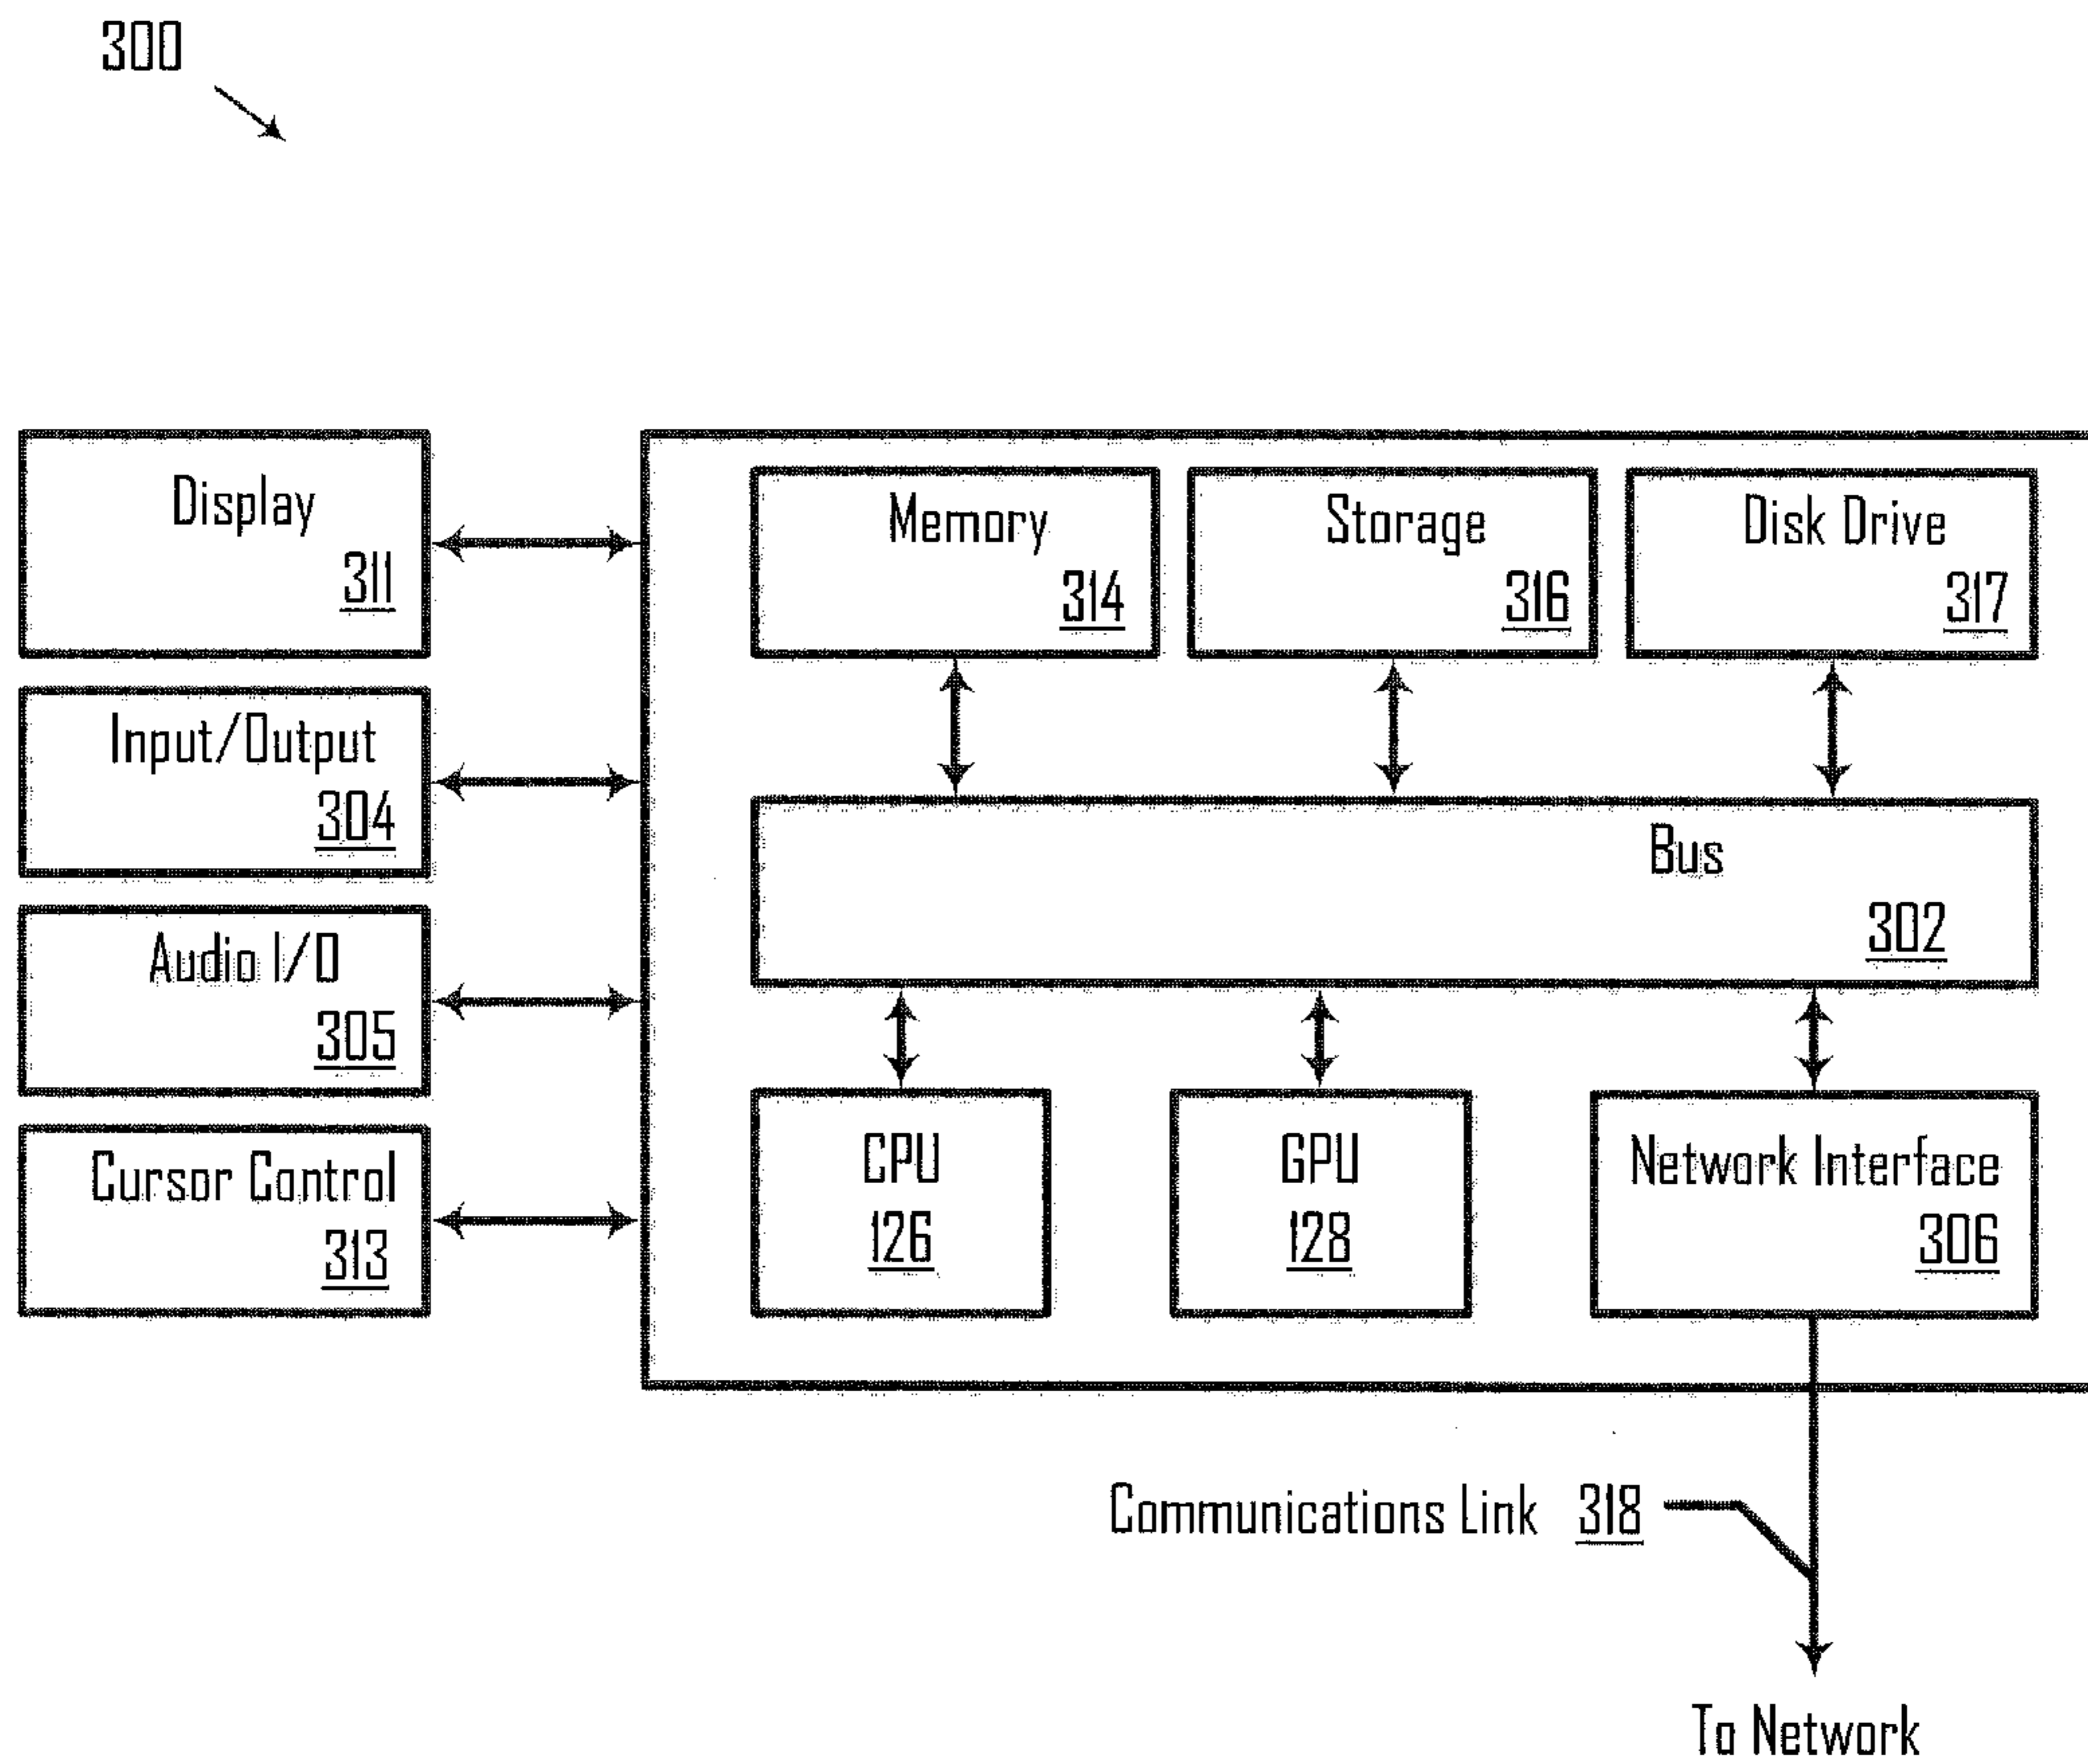 300
Display
311
Input/Output
304
Audio I/O
305
Cursor Control
313
Memory
314
Storage
316
Disk Drive
317
Bus
302
CPU
126
GPU
128
Network Interface
306
Communications Link 318
To Network